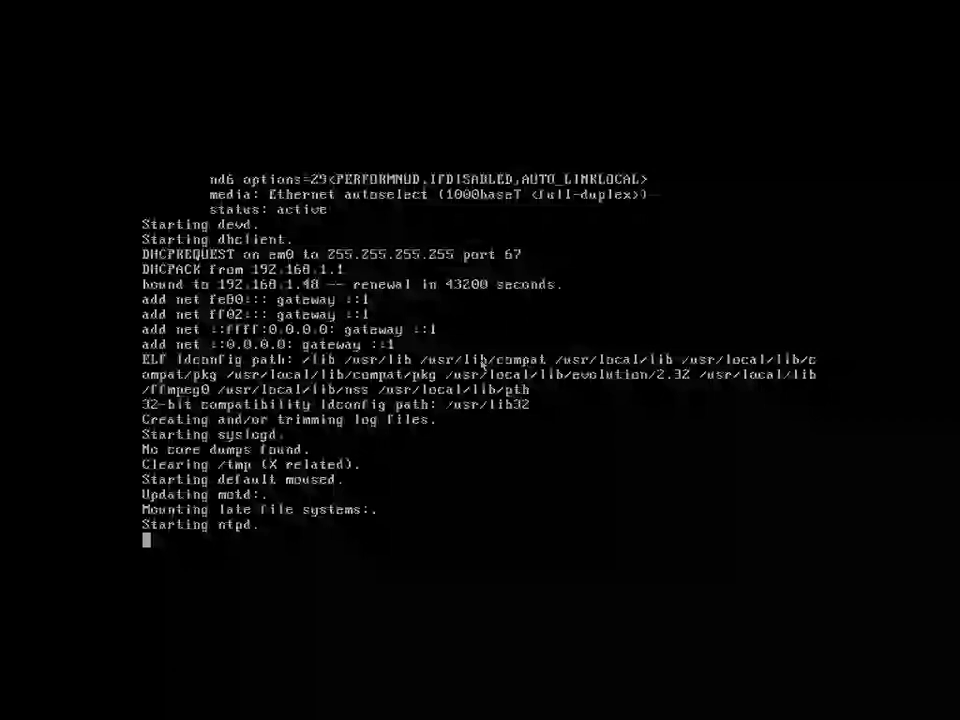 nd6 options=29<PERFORMNUD,IFDISABLED,AUTO_LINKLOCAL>
media: Ethernet autoselect (1000baseT <full-duplex>)
status: active
Starting devd.
Starting dhclient.
DHCPREQUEST on em0 to 255.255.255.255 port 67
DHCPACK from 192.168.1.1
bound to 192.168.1.48 -- renewal in 43200 seconds.
add net fe80::: gateway ::1
add net ff02::: gateway ::1
add net ::ffff:0.0.0.0: gateway ::1
add net ::0.0.0.0: gateway ::1
ELF ldconfig path: /lib /usr/lib /usr/lib/compat /usr/local/lib /usr/local/lib/c
ompat/pkg /usr/local/lib/compat/pkg /usr/local/lib/evolution/2.32 /usr/local/lib
/ffmpeg0 /usr/local/lib/nss /usr/local/lib/pth
32-bit compatibility ldconfig path: /usr/lib32
Creating and/or trimming log files.
Starting syslogd.
No core dumps found.
Clearing /tmp (X related).
Starting default moused.
Updating motd:.
Mounting late file systems:.
Starting ntpd.